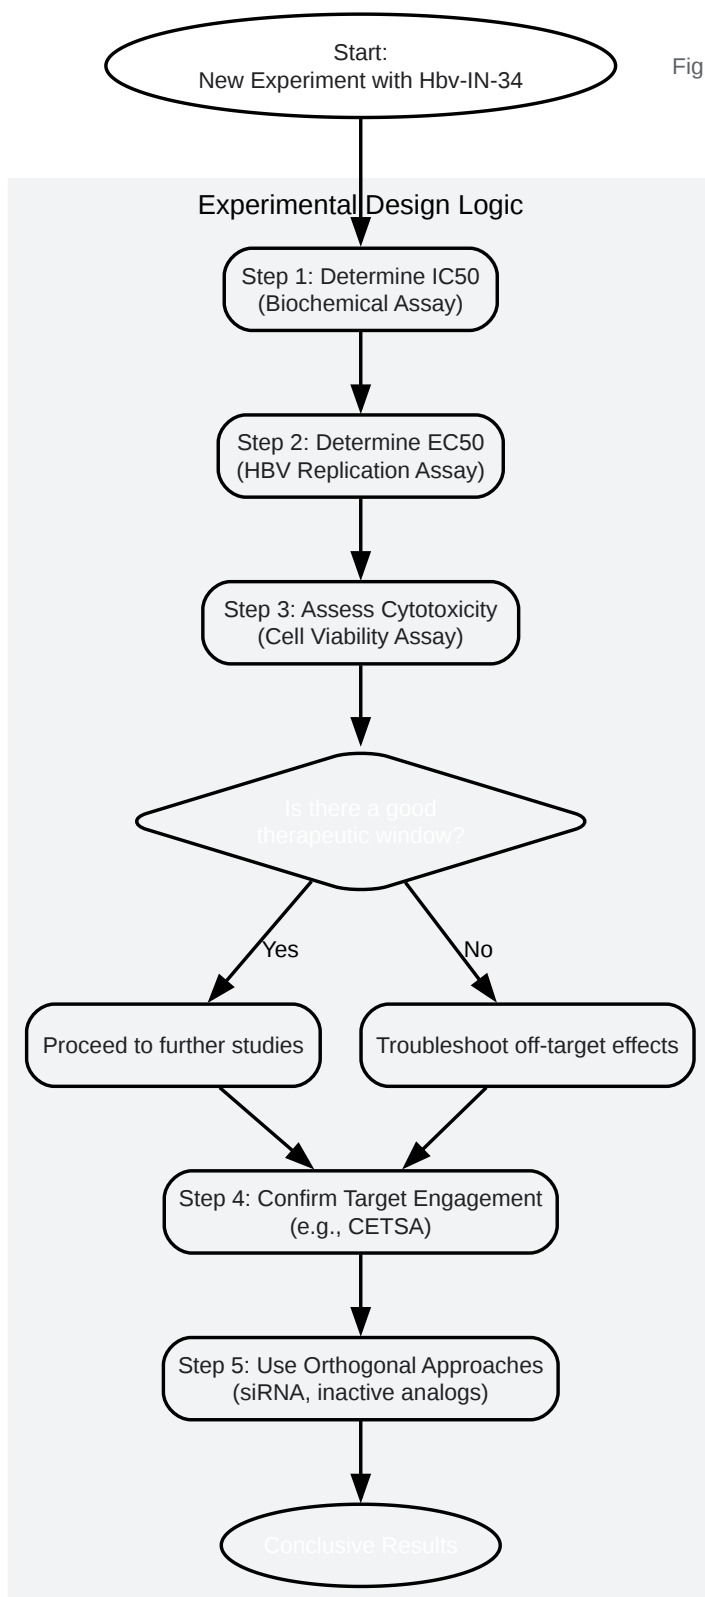 Start:
New Experiment with Hbv-IN-34
Fig
Experimental Design Logic
Step 1: Determine IC50
(Biochemical Assay)
Step 2: Determine EC50
(HBV Replication Assay)
Step 3: Assess Cytotoxicity
(Cell Viability Assay)
Is there a good
therapeutic window?
Yes
No
Proceed to further studies
Troubleshoot off-target effects
Step 4: Confirm Target Engagement
(e.g., CETSA)
Step 5: Use Orthogonal Approaches
(siRNA, inactive analogs)
Conclusive Results